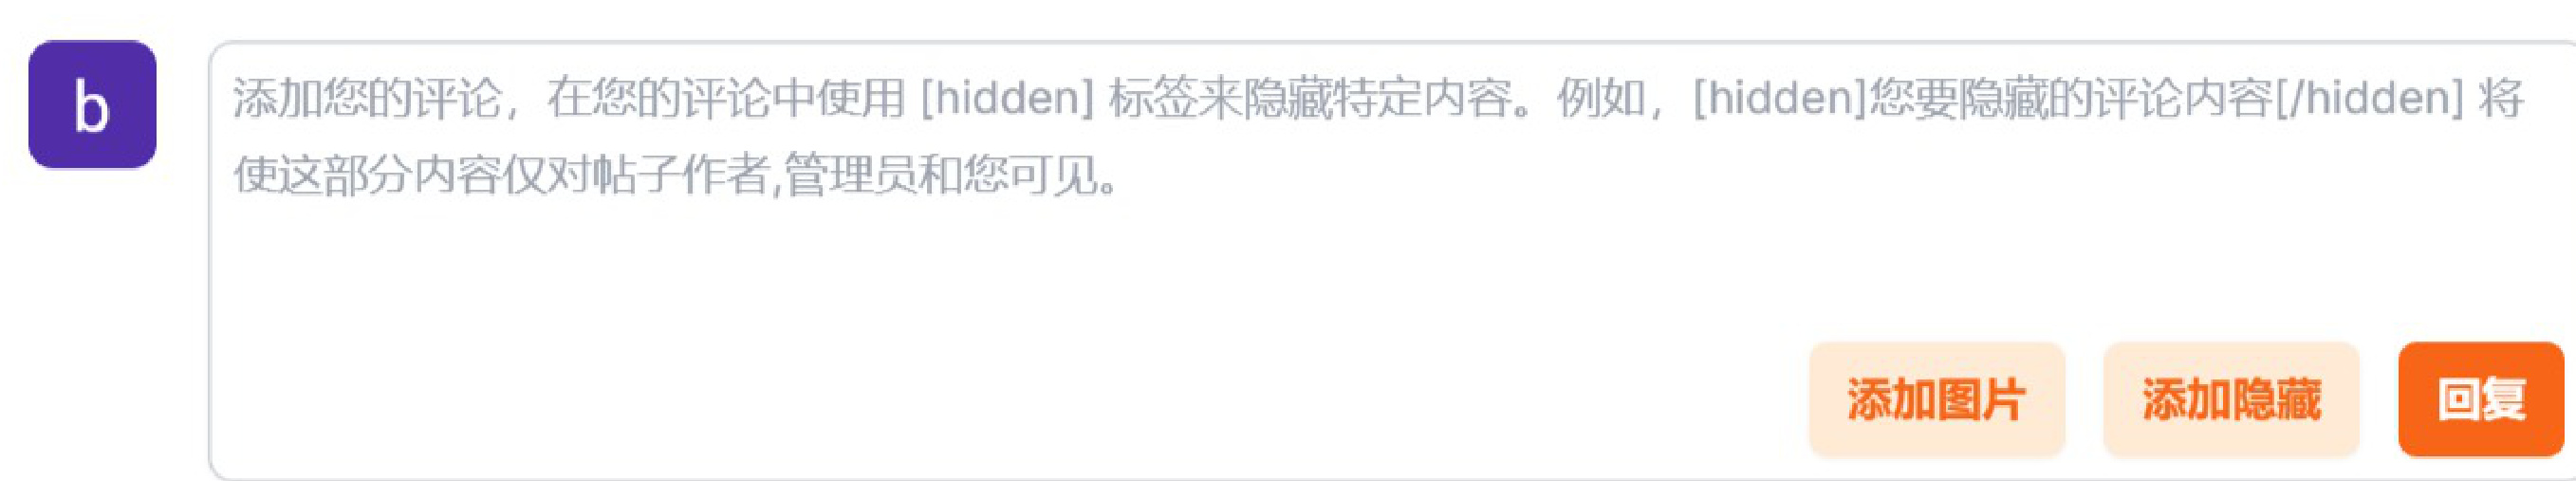 b
添加您的评论，在您的评论中使用 [hidden] 标签来隐藏特定内容。例如，[hidden]您要隐藏的评论内容[/hidden] 将
使这部分内容仅对帖子作者,管理员和您可见。
添加图片 添加隐藏 回复